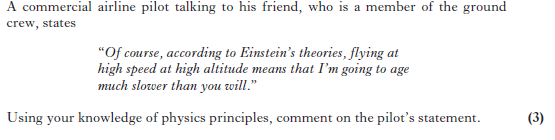 A commercial airline pilot talking to his friend, who is a member of the ground
crew, states
“Of course, according to Einstein’s theories, flying at
high speed at high altitude means that I’m going to age
much slower than you will.”
Using your knowledge of physics principles, comment on the pilot’s statement. (3)